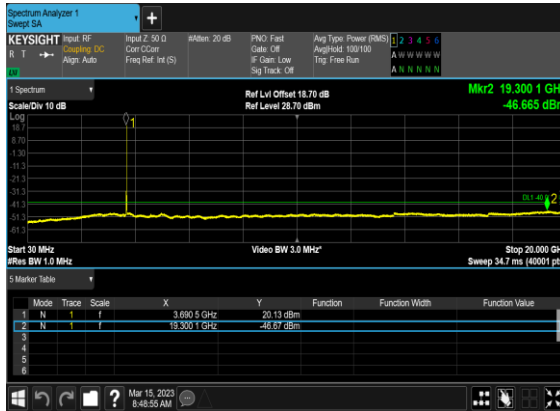 Spectrum Analyzer 1
Swept SA
KEYSIGHT
R T
Input: RF
Coupling: DC
Align: Auto
Input Z: 50 Ω
Corr CCorr
Freq Ref: Int (S)
#Atten: 20 dB
PNO: Fast
Gate: Off
IF Gain: Low
Sig Track: Off
Avg Type: Power (RMS)
Avg|Hold: 100/100
Trig: Free Run
1 2 3 4 5 6
A W W W W W
A N N N N N
1 Spectrum
Scale/Div 10 dB
Ref Lvl Offset 18.70 dB
Ref Level 28.70 dBm
Mkr2 19.300 1 GHz
-46.665 dBm
Log
18.7
8.70
-1.30
-11.3
-21.3
-31.3
-41.3
-51.3
-61.3
1
2
Start 30 MHz
#Res BW 1.0 MHz
Video BW 3.0 MHz*
Stop 20.000 GHz
Sweep 34.7 ms (40001 pts
5 Marker Table
Mode Trace Scale X Y Function Function Width Function Value
1 N 1 f 3.690 5 GHz 20.13 dBm
2 N 1 f 19.300 1 GHz -46.67 dBm
3
4
5
6
?
Mar 15, 2023
8:48:55 AM